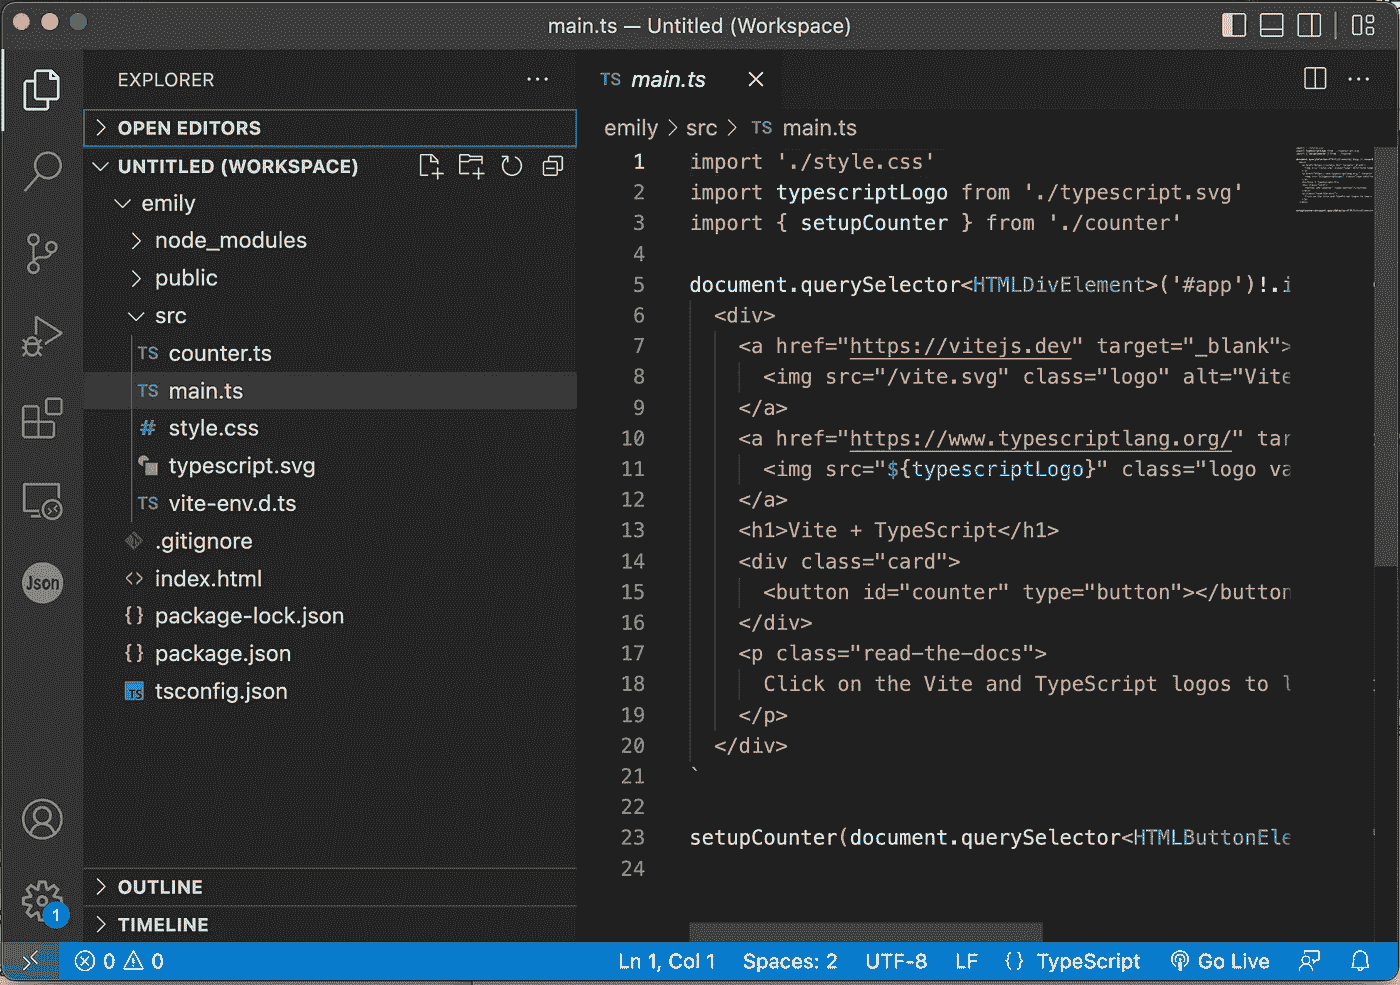 main.ts — Untitled (Workspace)
EXPLORER
OPEN EDITORS
UNTITLED (WORKSPACE)
emily
node_modules
public
src
TS counter.ts
TS main.ts
# style.css
typescript.svg
TS vite-env.d.ts
.gitignore
<> index.html
{} package-lock.json
{} package.json
TS tsconfig.json
OUTLINE
TIMELINE
Json
1
TS main.ts
emily > src > TS main.ts
1 import './style.css'
2 import typescriptLogo from './typescript.svg'
3 import { setupCounter } from './counter'
4
5 document.querySelector<HTMLDivElement>('#app')!.i
6 <div>
7 <a href="https://vitejs.dev" target="_blank">
8 <img src="/vite.svg" class="logo" alt="Vite
9 </a>
10 <a href="https://www.typescriptlang.org/" tar
11 <img src="${typescriptLogo}" class="logo va
12 </a>
13 <h1>Vite + TypeScript</h1>
14 <div class="card">
15 <button id="counter" type="button"></button
16 </div>
17 <p class="read-the-docs">
18 Click on the Vite and TypeScript logos to l
19 </p>
20 </div>
21 `
22
23 setupCounter(document.querySelector<HTMLButtonEle
24
0 0 Ln 1, Col 1 Spaces: 2 UTF-8 LF {} TypeScript Go Live